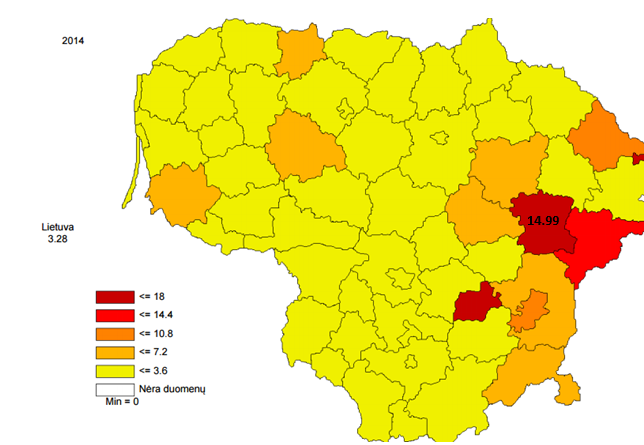 2014
14.99
Lietuva
3.28
<= 18
<= 14.4
<= 10.8
<= 7.2
<= 3.6
Nėra duomenų
Min = 0